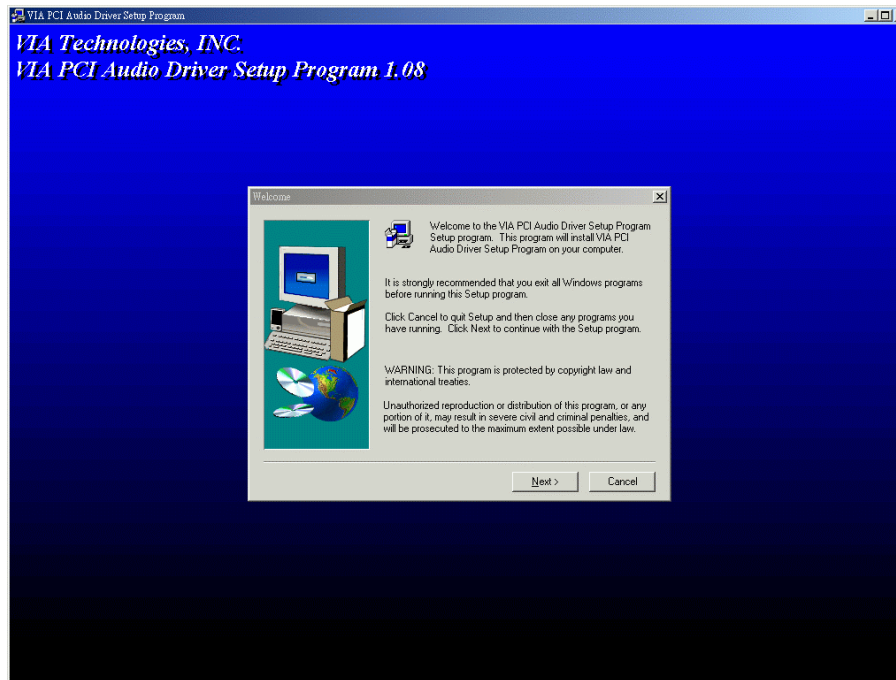 VIA PCI Audio Driver Setup Program
VIA Technologies, INC.
VIA PCI Audio Driver Setup Program 1.08
Welcome
Welcome to the VIA PCI Audio Driver Setup Program
Setup program. This program will install VIA PCI
Audio Driver Setup Program on your computer.
It is strongly recommended that you exit all Windows programs
before running this Setup program.
Click Cancel to quit Setup and then close any programs you
have running. Click Next to continue with the Setup program.
WARNING: This program is protected by copyright law and
international treaties.
Unauthorized reproduction or distribution of this program, or any
portion of it, may result in severe civil and criminal penalties, and
will be prosecuted to the maximum extent possible under law.
Next >
Cancel